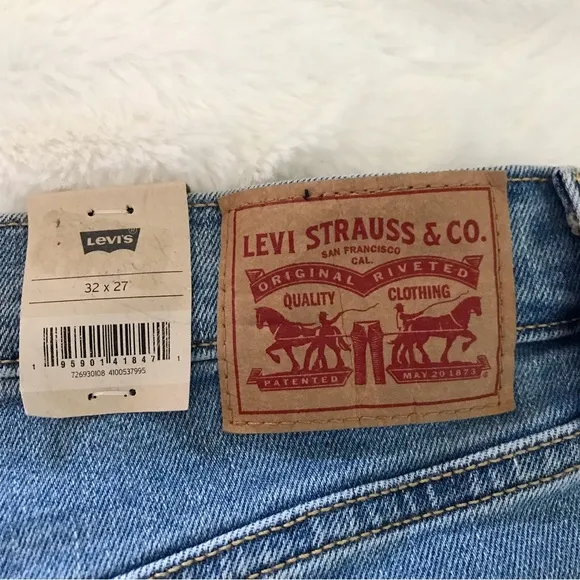 LEVI'S
32 x 27
1 95901 41847 1
726930108 4100537995
LEVI STRAUSS & CO.
SAN FRANCISCO
CAL.
ORIGINAL RIVETED
QUALITY CLOTHING
PATENTED MAY 20 1873